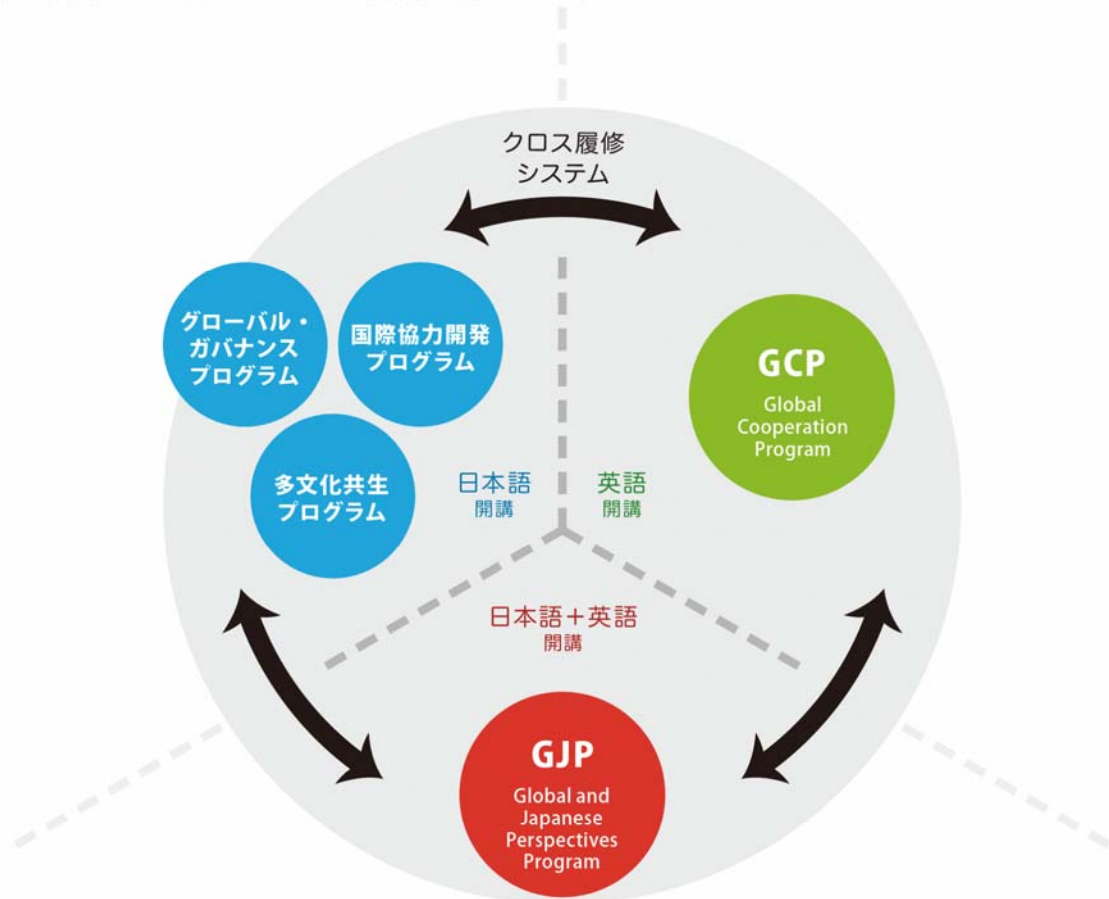 クロス履修
システム
グローバル・
ガバナンス
プログラム
国際協力開発
プログラム
多文化共生
プログラム
日本語
開講
英語
開講
GCP
Global
Cooperation
Program
日本語＋英語
開講
GJP
Global and
Japanese
Perspectives
Program